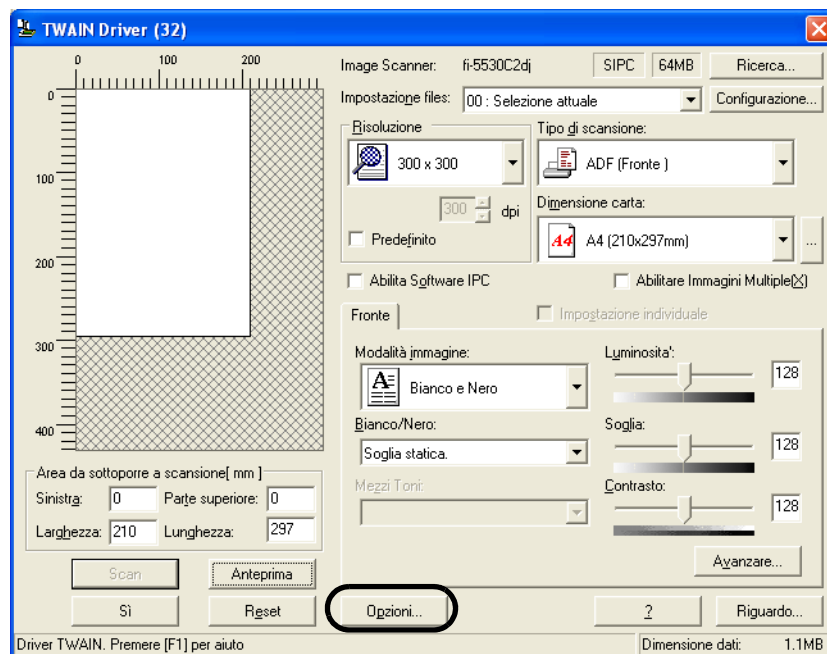 TWAIN Driver (32)
0 100 200
0
100
200
300
400
Image Scanner: fi-5530C2dj SIPC 64MB Ricerca...
Impostazione files: 00 : Selezione attuale Configurazione...
Risoluzione
300 x 300
300 dpi
Predefinito
Tipo di scansione:
ADF (Fronte )
Dimensione carta:
A4 A4 (210x297mm) ...
Abilita Software IPC Abilitare Immagini Multiple(X)
Fronte Impostazione individuale
Modalità immagine:
A Bianco e Nero
Bianco/Nero:
Soglia statica.
Mezzi Toni:
Luminosita': 128
Soglia: 128
Contrasto: 128
Avanzare...
Area da sottoporre a scansione[ mm ]
Sinistra: 0 Parte superiore: 0
Larghezza: 210 Lunghezza: 297
Scan Anteprima
Sì Reset Opzioni... ? Riguardo...
Driver TWAIN. Premere [F1] per aiuto Dimensione dati: 1.1MB